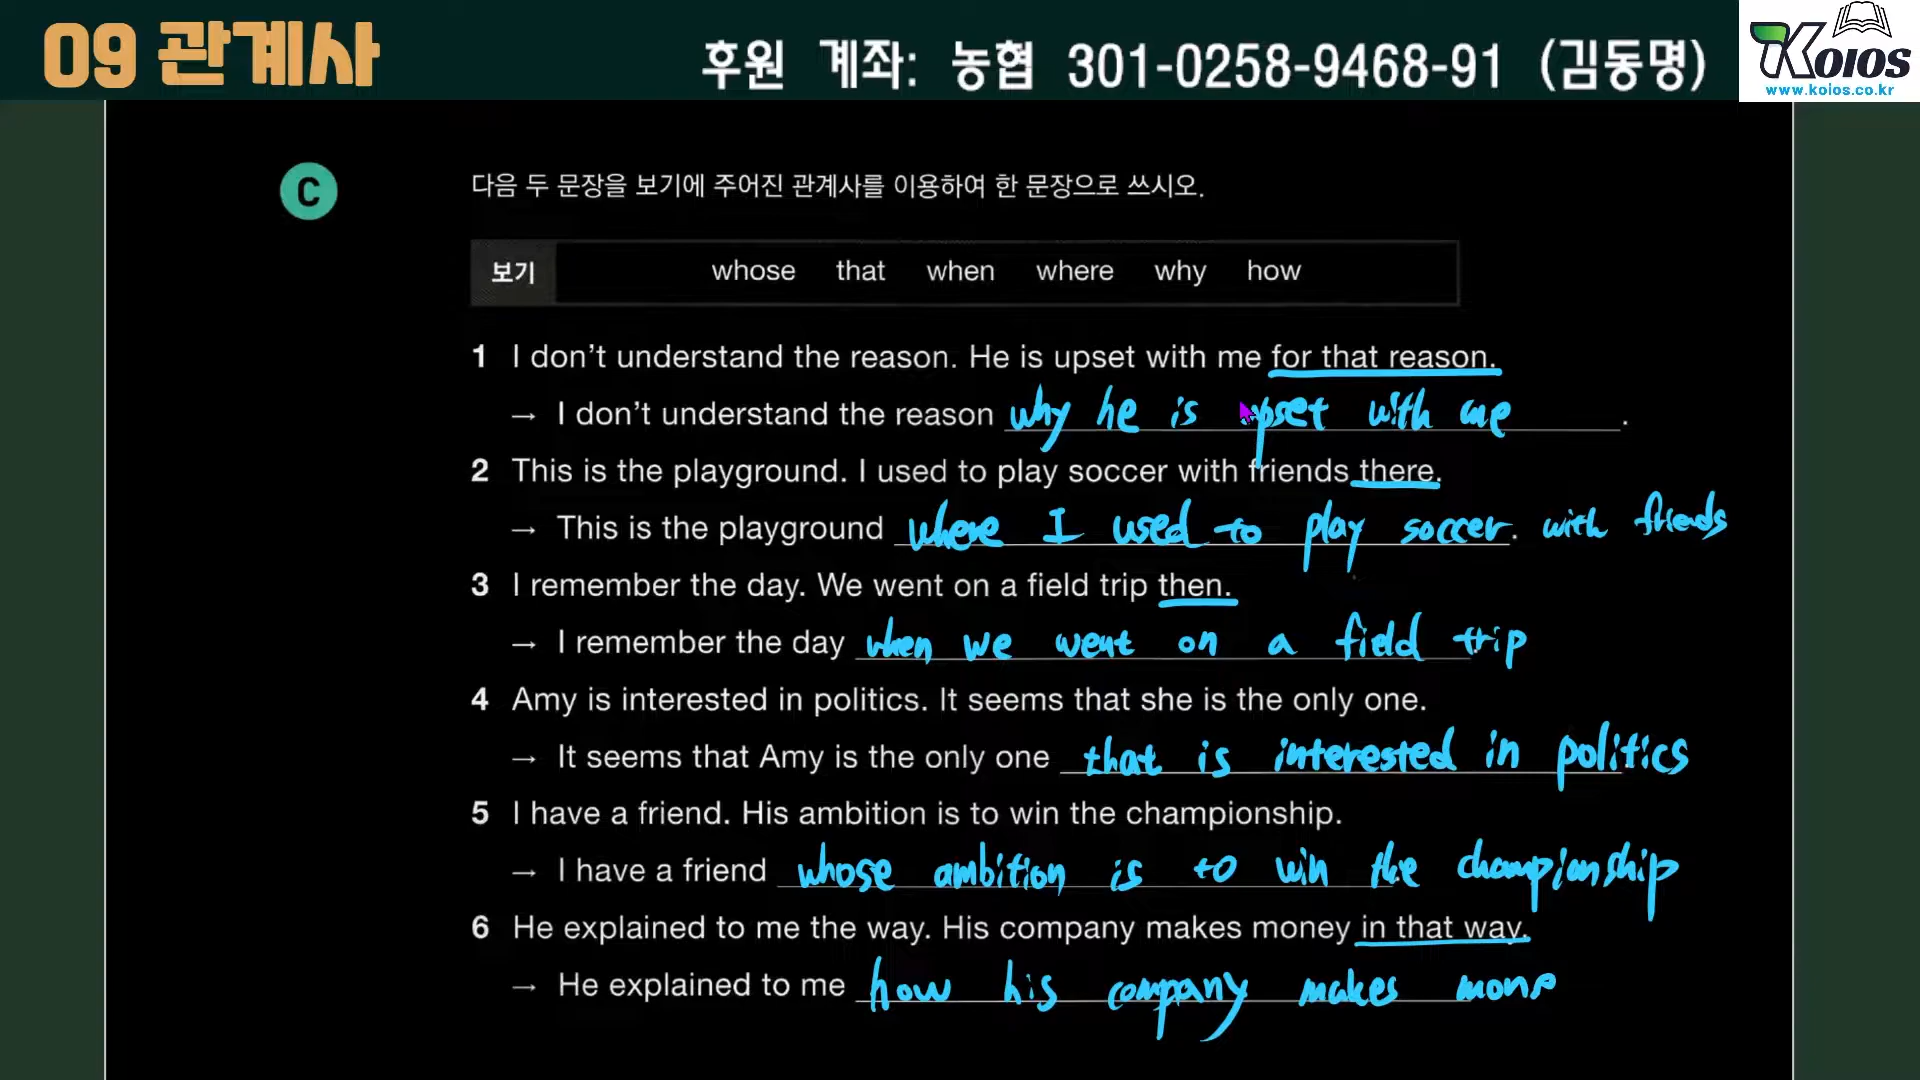 09 관계사
후원 계좌: 농협 301-0258-9468-91 (김동명)
Koios
www.koios.co.kr
C 다음 두 문장을 보기에 주어진 관계사를 이용하여 한 문장으로 쓰시오.
보기 whose that when where why how
1 I don't understand the reason. He is upset with me for that reason.
→ I don't understand the reason why he is upset with me.
2 This is the playground. I used to play soccer with friends there.
→ This is the playground where I used to play soccer. with friends
3 I remember the day. We went on a field trip then.
→ I remember the day when we went on a field trip
4 Amy is interested in politics. It seems that she is the only one.
→ It seems that Amy is the only one that is interested in politics
5 I have a friend. His ambition is to win the championship.
→ I have a friend whose ambition is to win the championship
6 He explained to me the way. His company makes money in that way.
→ He explained to me how his company makes mone